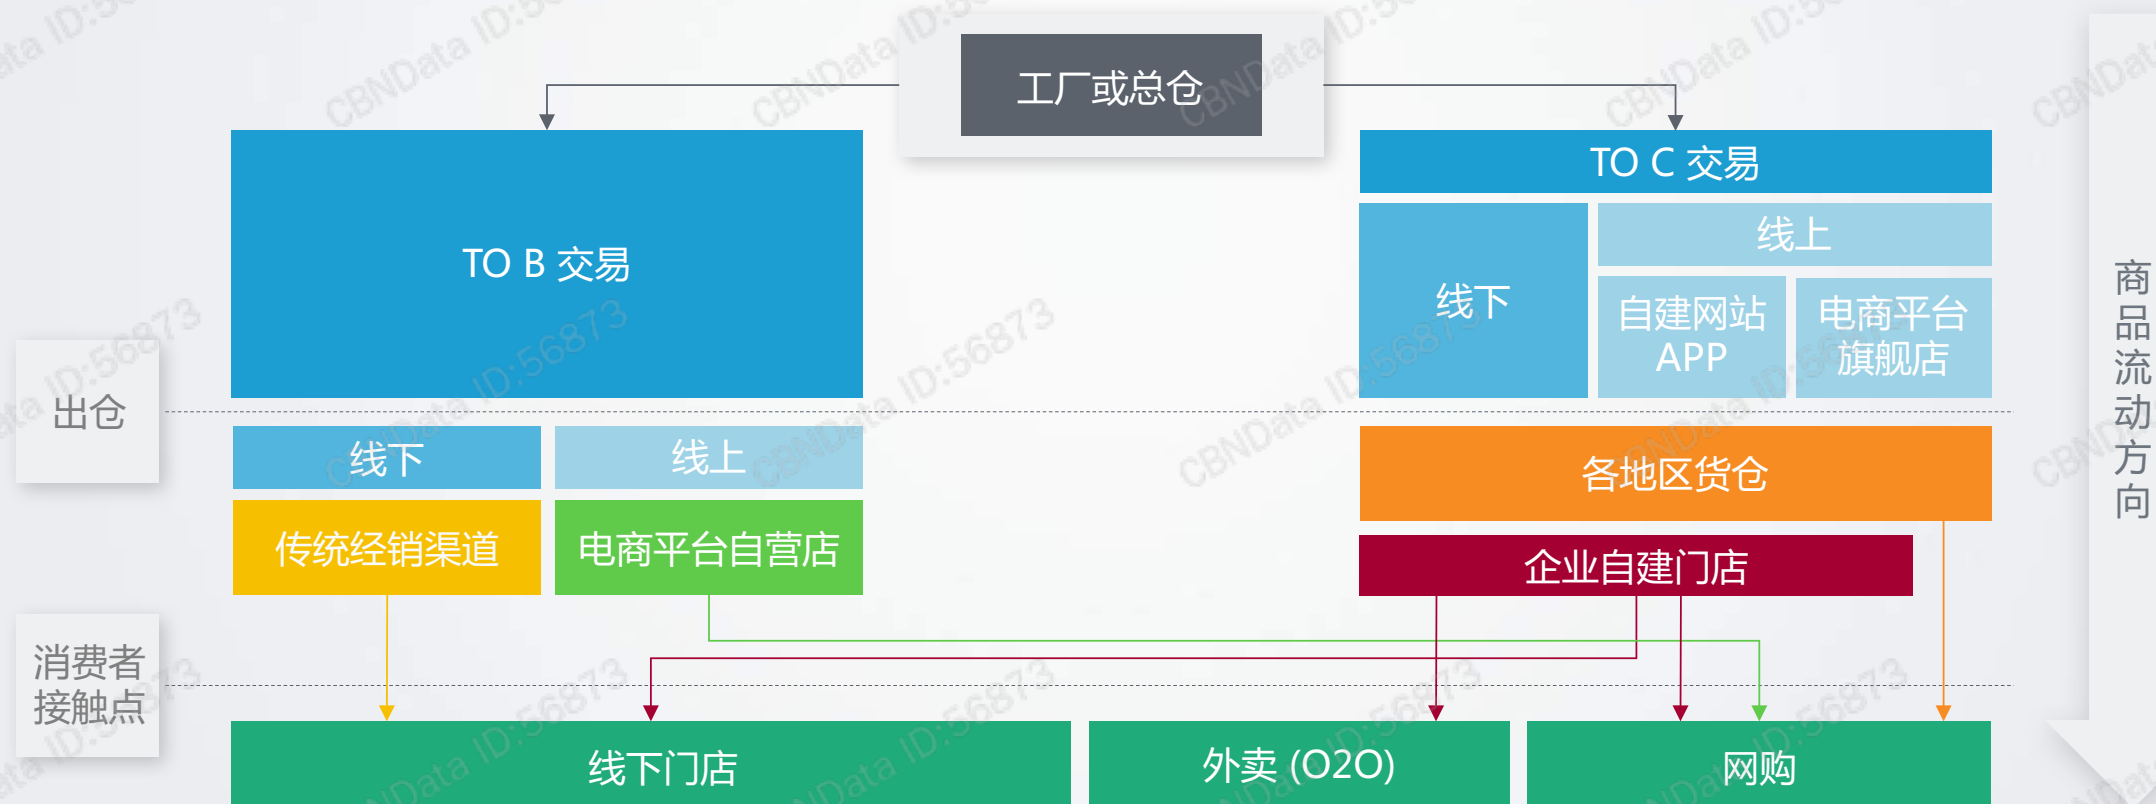 工厂或总仓
TO B 交易
TO C 交易
线下
线上
自建网站
APP
电商平台
旗舰店
出仓
线下
线上
传统经销渠道
电商平台自营店
各地区货仓
企业自建门店
消费者
接触点
线下门店
外卖 (O2O)
网购
商品流动方向
CBNData ID:56873